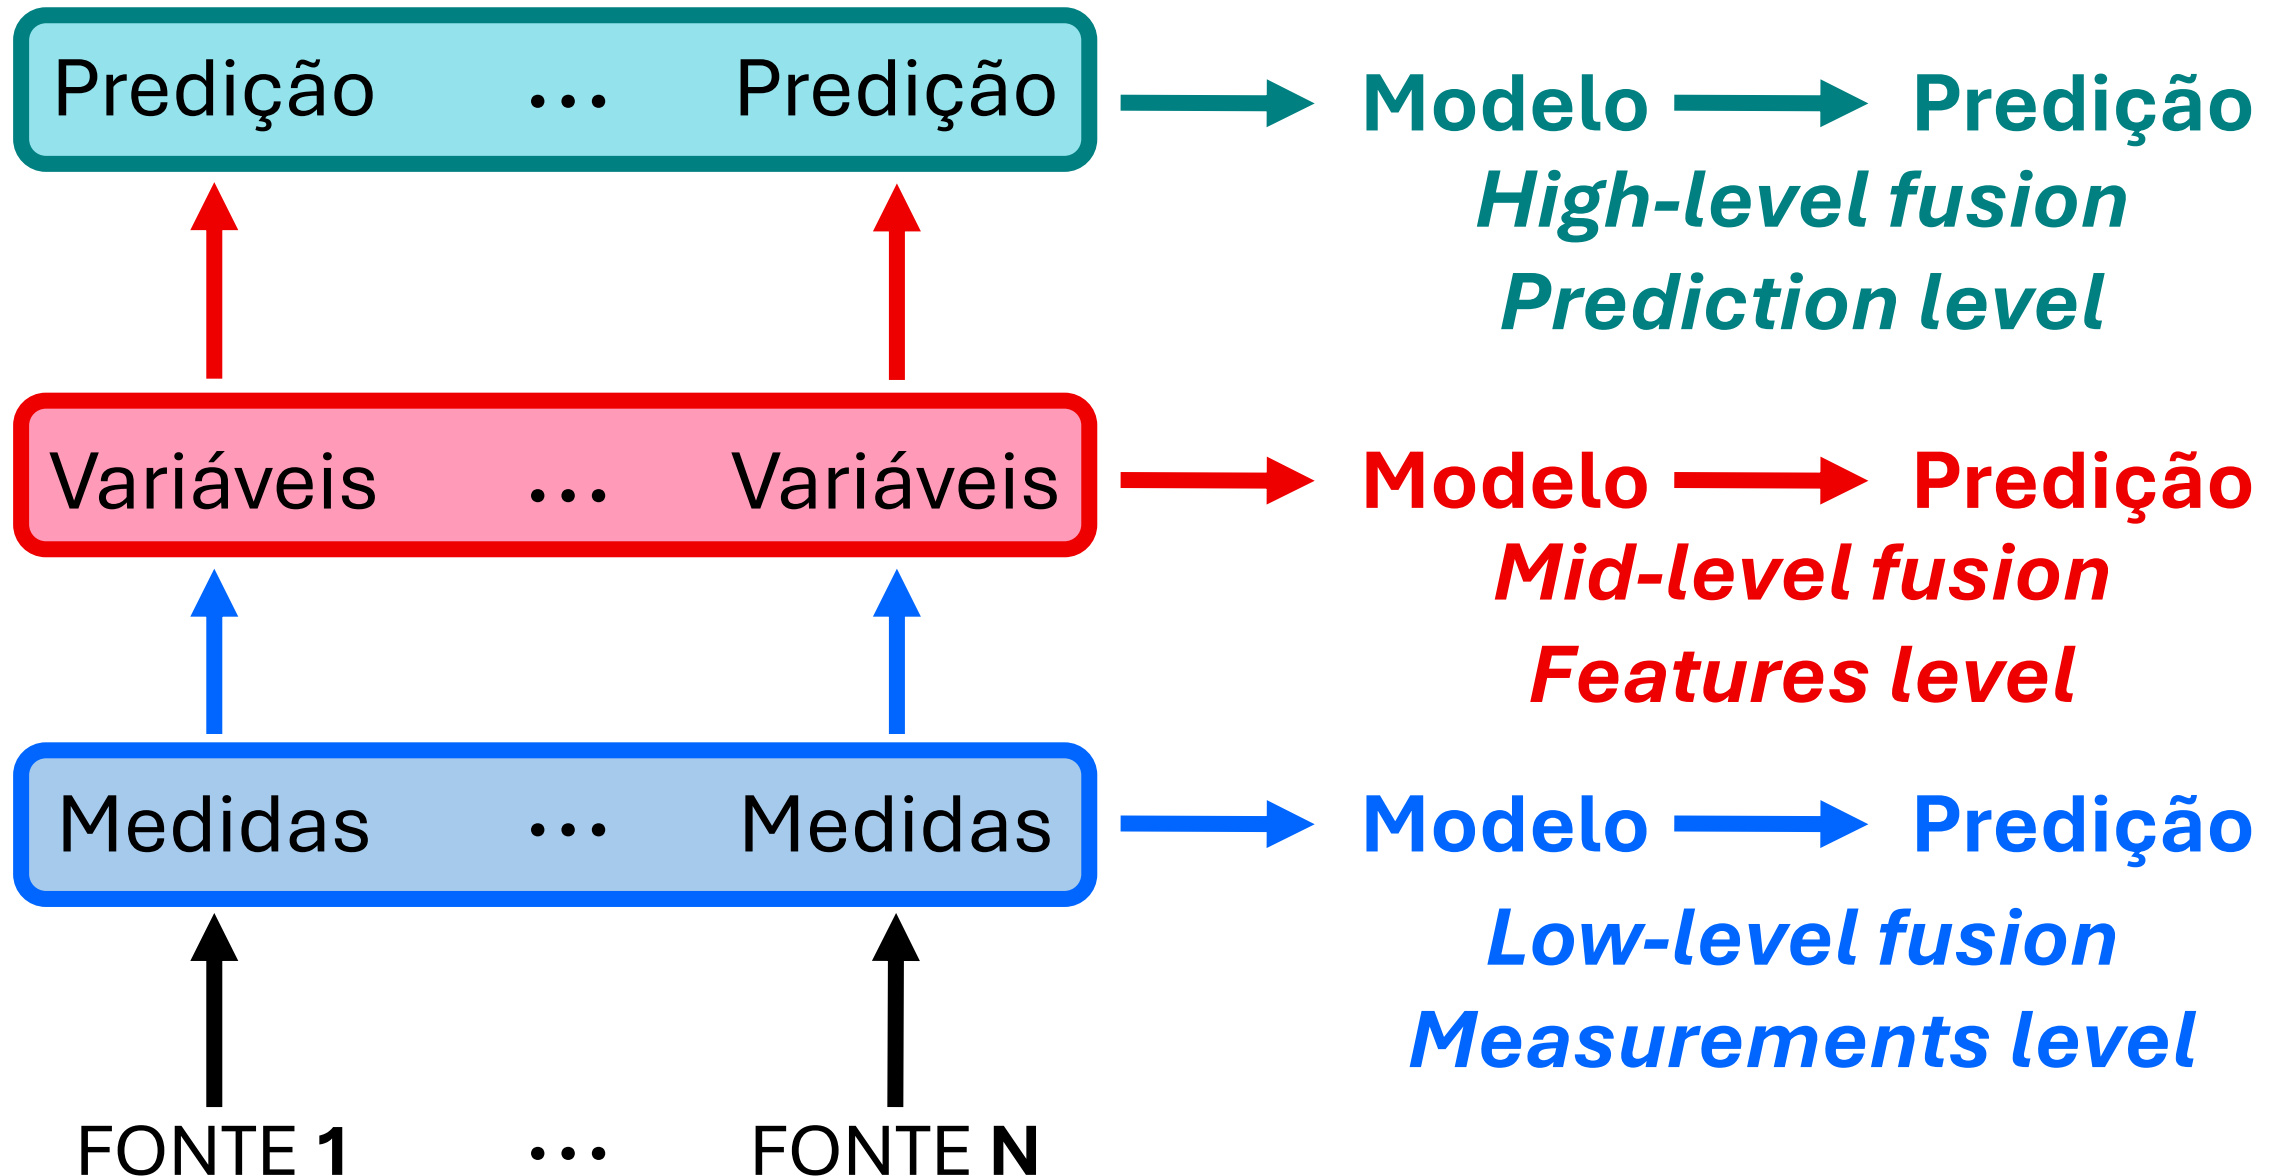 Predição ... Predição Modelo Predição
High-level fusion
Prediction level
Variáveis ... Variáveis Modelo Predição
Mid-level fusion
Features level
Medidas ... Medidas Modelo Predição
Low-level fusion
Measurements level
FONTE 1 ... FONTE N